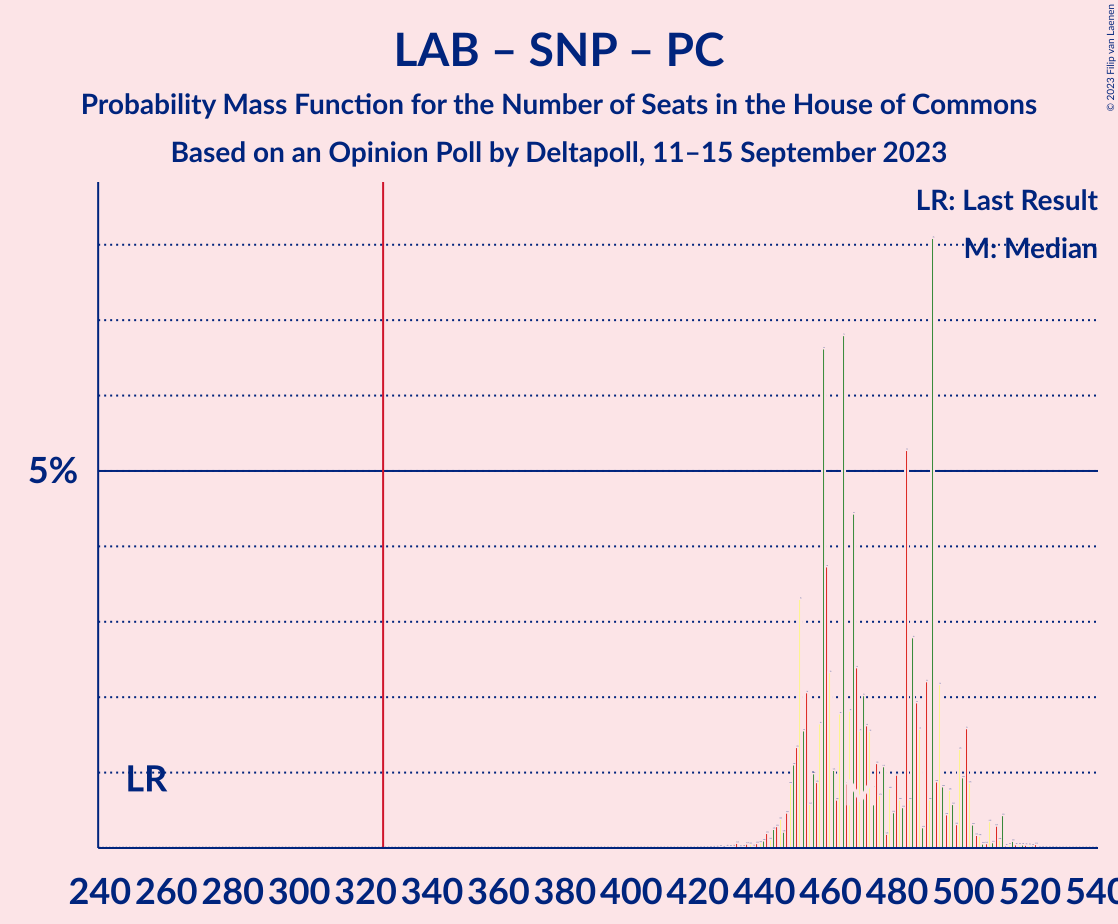 LAB – SNP – PC
Probability Mass Function for the Number of Seats in the House of Commons
Based on an Opinion Poll by Deltapoll, 11–15 September 2023
© 2023 Filip van Laenen
LR: Last Result
M: Median
5%
LR
240 260 280 300 320 340 360 380 400 420 440 460 480 500 520 540